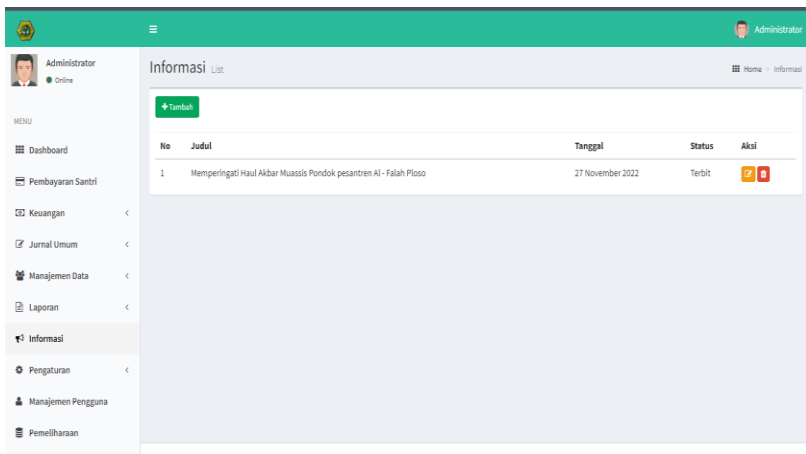 Administrator
Administrator
Online
Informasi List
Home > Informasi
Tambah
MENU
No Judul Tanggal Status Aksi
1 Memperingati Haul Akbar Muassis Pondok pesantren Al - Falah Ploso 27 November 2022 Terbit
Dashboard
Pembayaran Santri
Keuangan
Jurnal Umum
Manajemen Data
Laporan
Informasi
Pengaturan
Manajemen Pengguna
Pemeliharaan